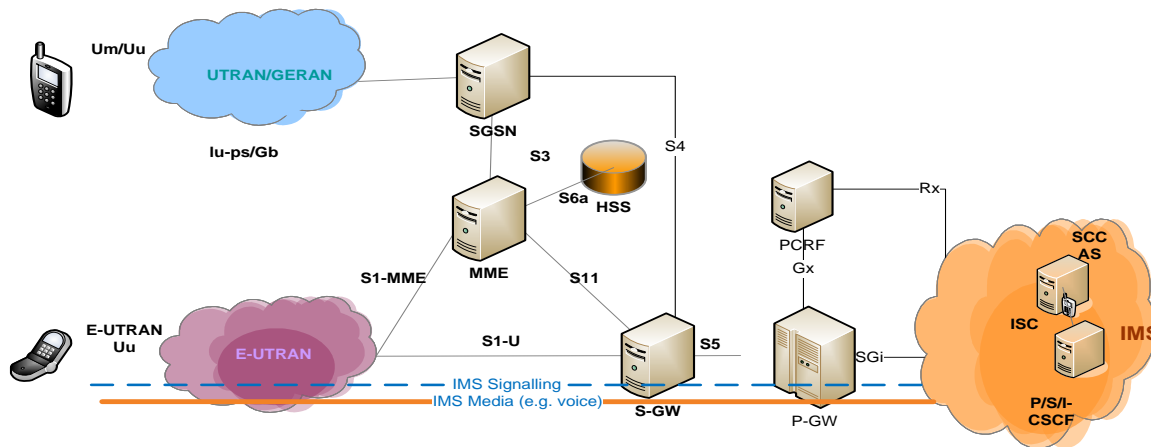 Um/Uu
UTRAN/GERAN
SGSN
Iu-ps/Gb
S3
S4
S6a
HSS
Rx
PCRF
SCC
AS
MME
Gx
S1-MME
S11
ISC
IMS
E-UTRAN
Uu
E-UTRAN
S1-U
S5
SGi
IMS Signalling
IMS Media (e.g. voice)
S-GW
P-GW
P/S/I-
CSCF